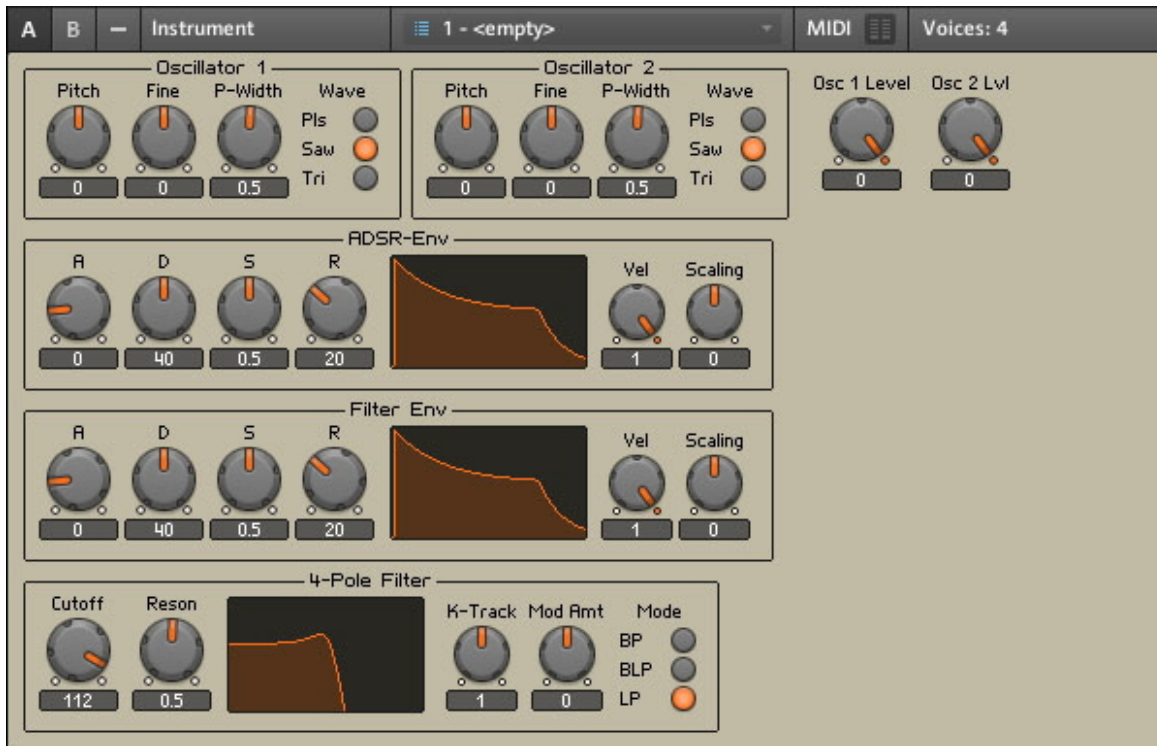 A B – Instrument 1 - <empty> MIDI Voices: 4
Oscillator 1 Oscillator 2
Pitch Fine P-Width Wave Pitch Fine P-Width Wave Osc 1 Level Osc 2 Lvl
Pls Pls
Saw Saw
Tri Tri
0 0 0.5 0 0 0.5 0 0
ADSR-Env
A D S R Vel Scaling
0 40 0.5 20 1 0
Filter Env
A D S R Vel Scaling
0 40 0.5 20 1 0
4-Pole Filter
Cutoff Reson K-Track Mod Amt Mode
BP
BLP
LP
112 0.5 1 0